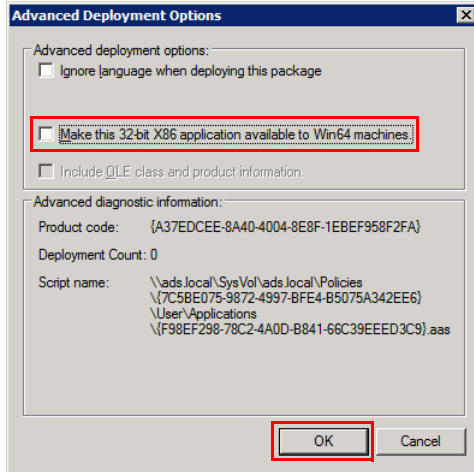 Advanced Deployment Options
Advanced deployment options:
Ignore language when deploying this package
Make this 32-bit X86 application available to Win64 machines.
Include OLE class and product information.
Advanced diagnostic information:
Product code: {A37EDCEE-8A40-4004-8E8F-1EBEF958F2FA}
Deployment Count: 0
Script name: \\ads.local\SysVol\ads.local\Policies
\{7C5BE075-9872-4997-BFE4-B5075A342EE6}
\User\Applications
\{F98EF298-78C2-4A0D-B841-66C39EEED3C9}.aas
OK Cancel